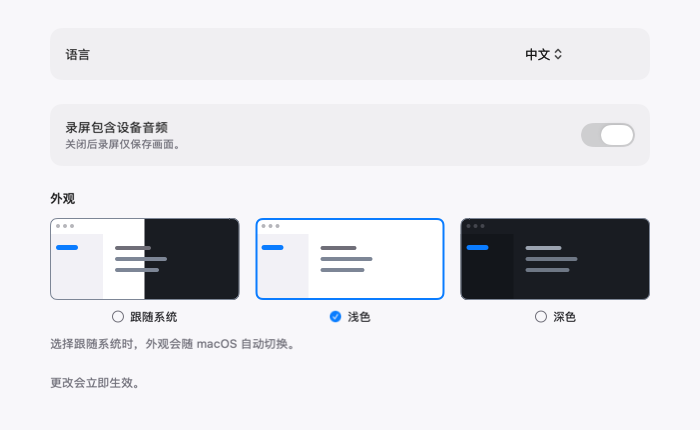 语言
中文
录屏包含设备音频
关闭后录屏仅保存画面。
外观
跟随系统
浅色
深色
选择跟随系统时，外观会随 macOS 自动切换。
更改会立即生效。